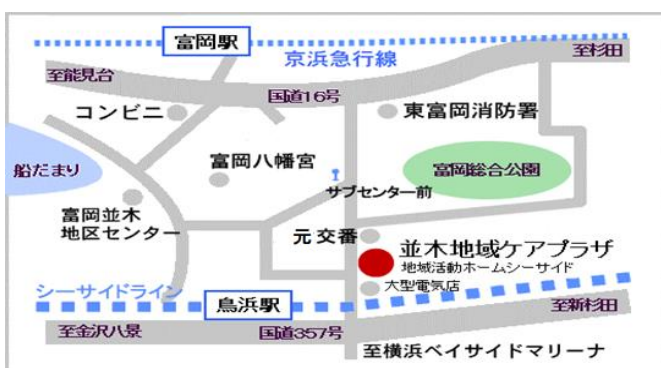 富岡駅
京浜急行線
至杉田
至能見台
国道16号
コンビニ
東富岡消防署
富岡八幡宮
富岡総合公園
船だまり
サブセンター前
富岡並木
地区センター
元交番
並木地域ケアプラザ
地域活動ホームシーサイド
大型電気店
シーサイドライン
鳥浜駅
至新杉田
至金沢八景
国道357号
至横浜ベイサイドマリーナ